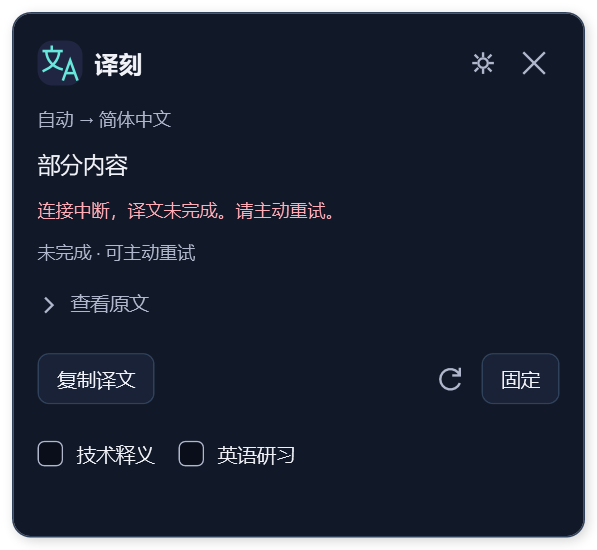 译刻
自动 → 简体中文
部分内容
连接中断，译文未完成。请主动重试。
未完成 · 可主动重试
查看原文
复制译文 固定
技术释义 英语研习